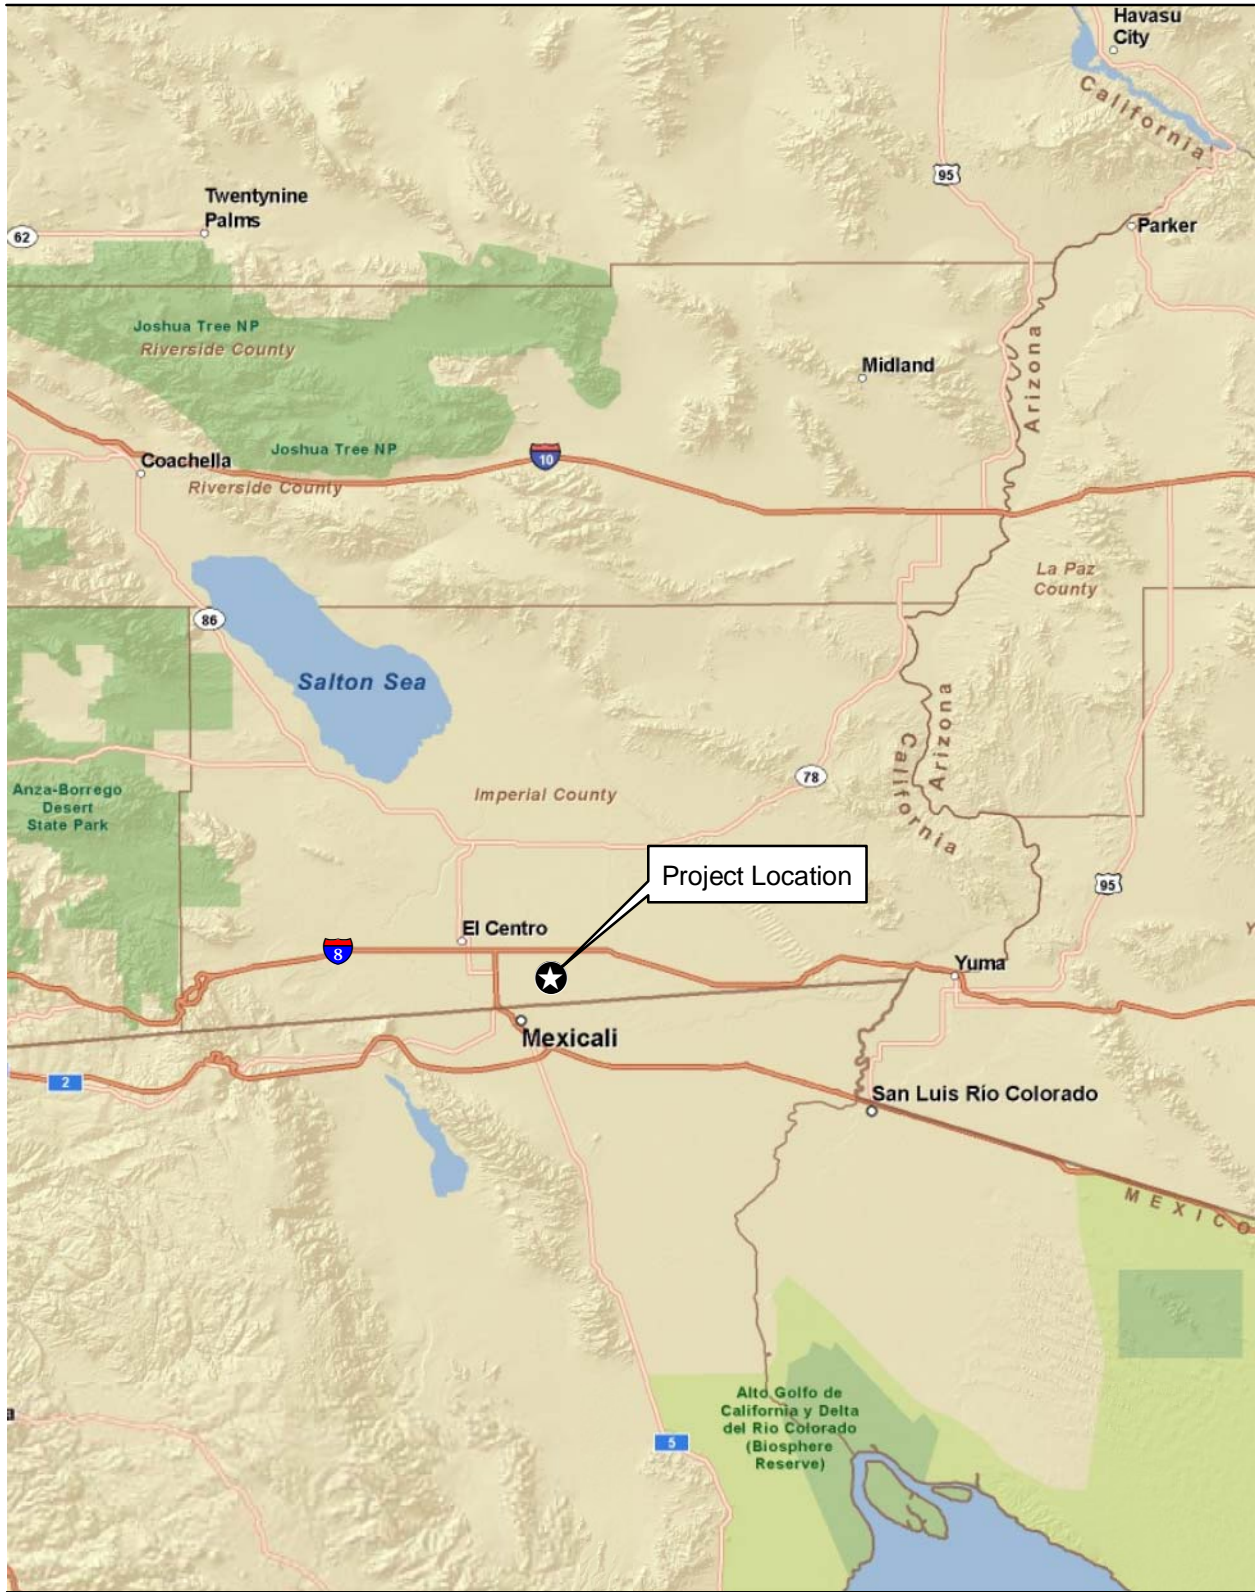 Havasu
City
California
95
Twentynine
Palms
62
Parker
Joshua Tree NP
Riverside County
Arizona
Midland
Joshua Tree NP
10
Coachella
Riverside County
La Paz
County
86
Salton Sea
Arizona
California
78
Anza-Borrego
Desert
State Park
Imperial County
Project Location
95
El Centro
8
Yuma
Mexicali
2
San Luis Río Colorado
MEXICO
Alto Golfo de
California y Delta
del Rio Colorado
(Biosphere
Reserve)
5